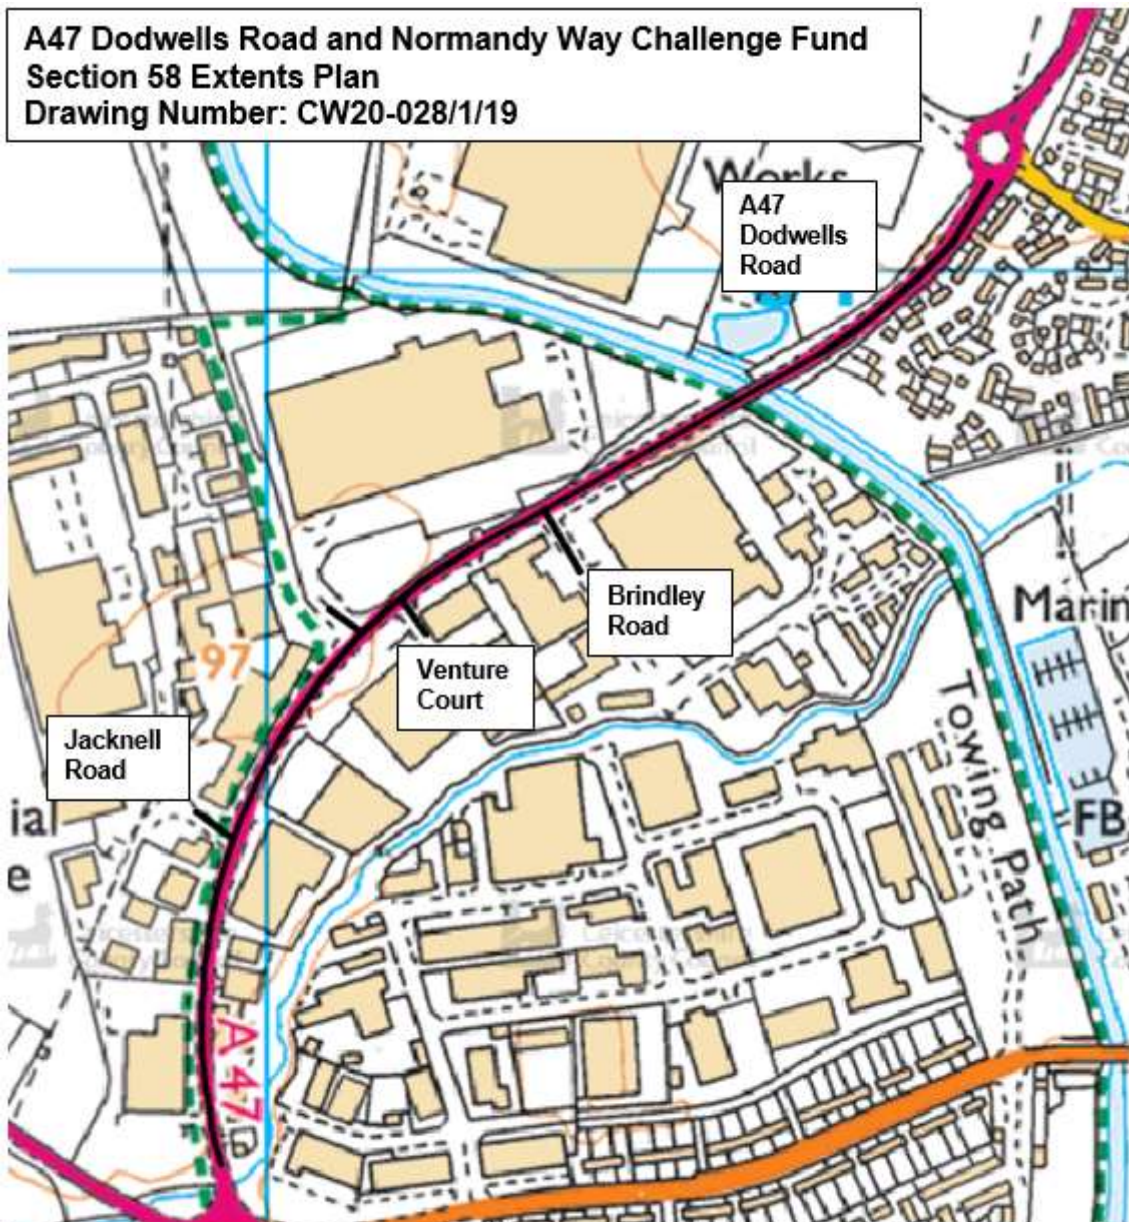 A47 Dodwells Road and Normandy Way Challenge Fund
Section 58 Extents Plan
Drawing Number: CW20-028/1/19
Works
A47
Dodwells
Road
Brindley
Road
Marin
97
Venture
Court
Jacknell
Road
Towing Path
ial
FB
e
A47